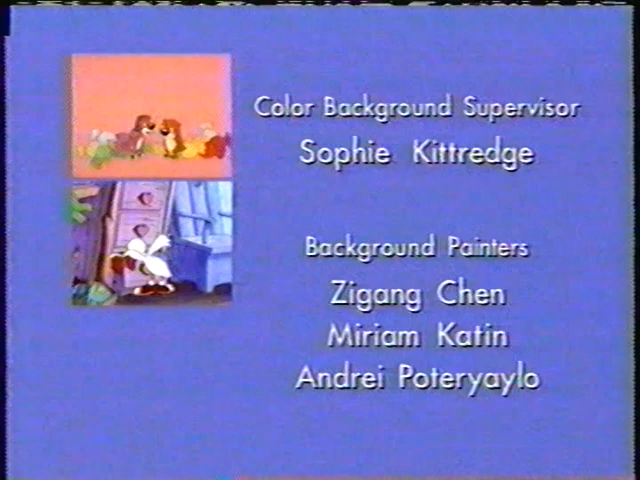 Color Background Supervisor
Sophie Kittredge
Background Painters
Zigang Chen
Miriam Katin
Andrei Poteryaylo